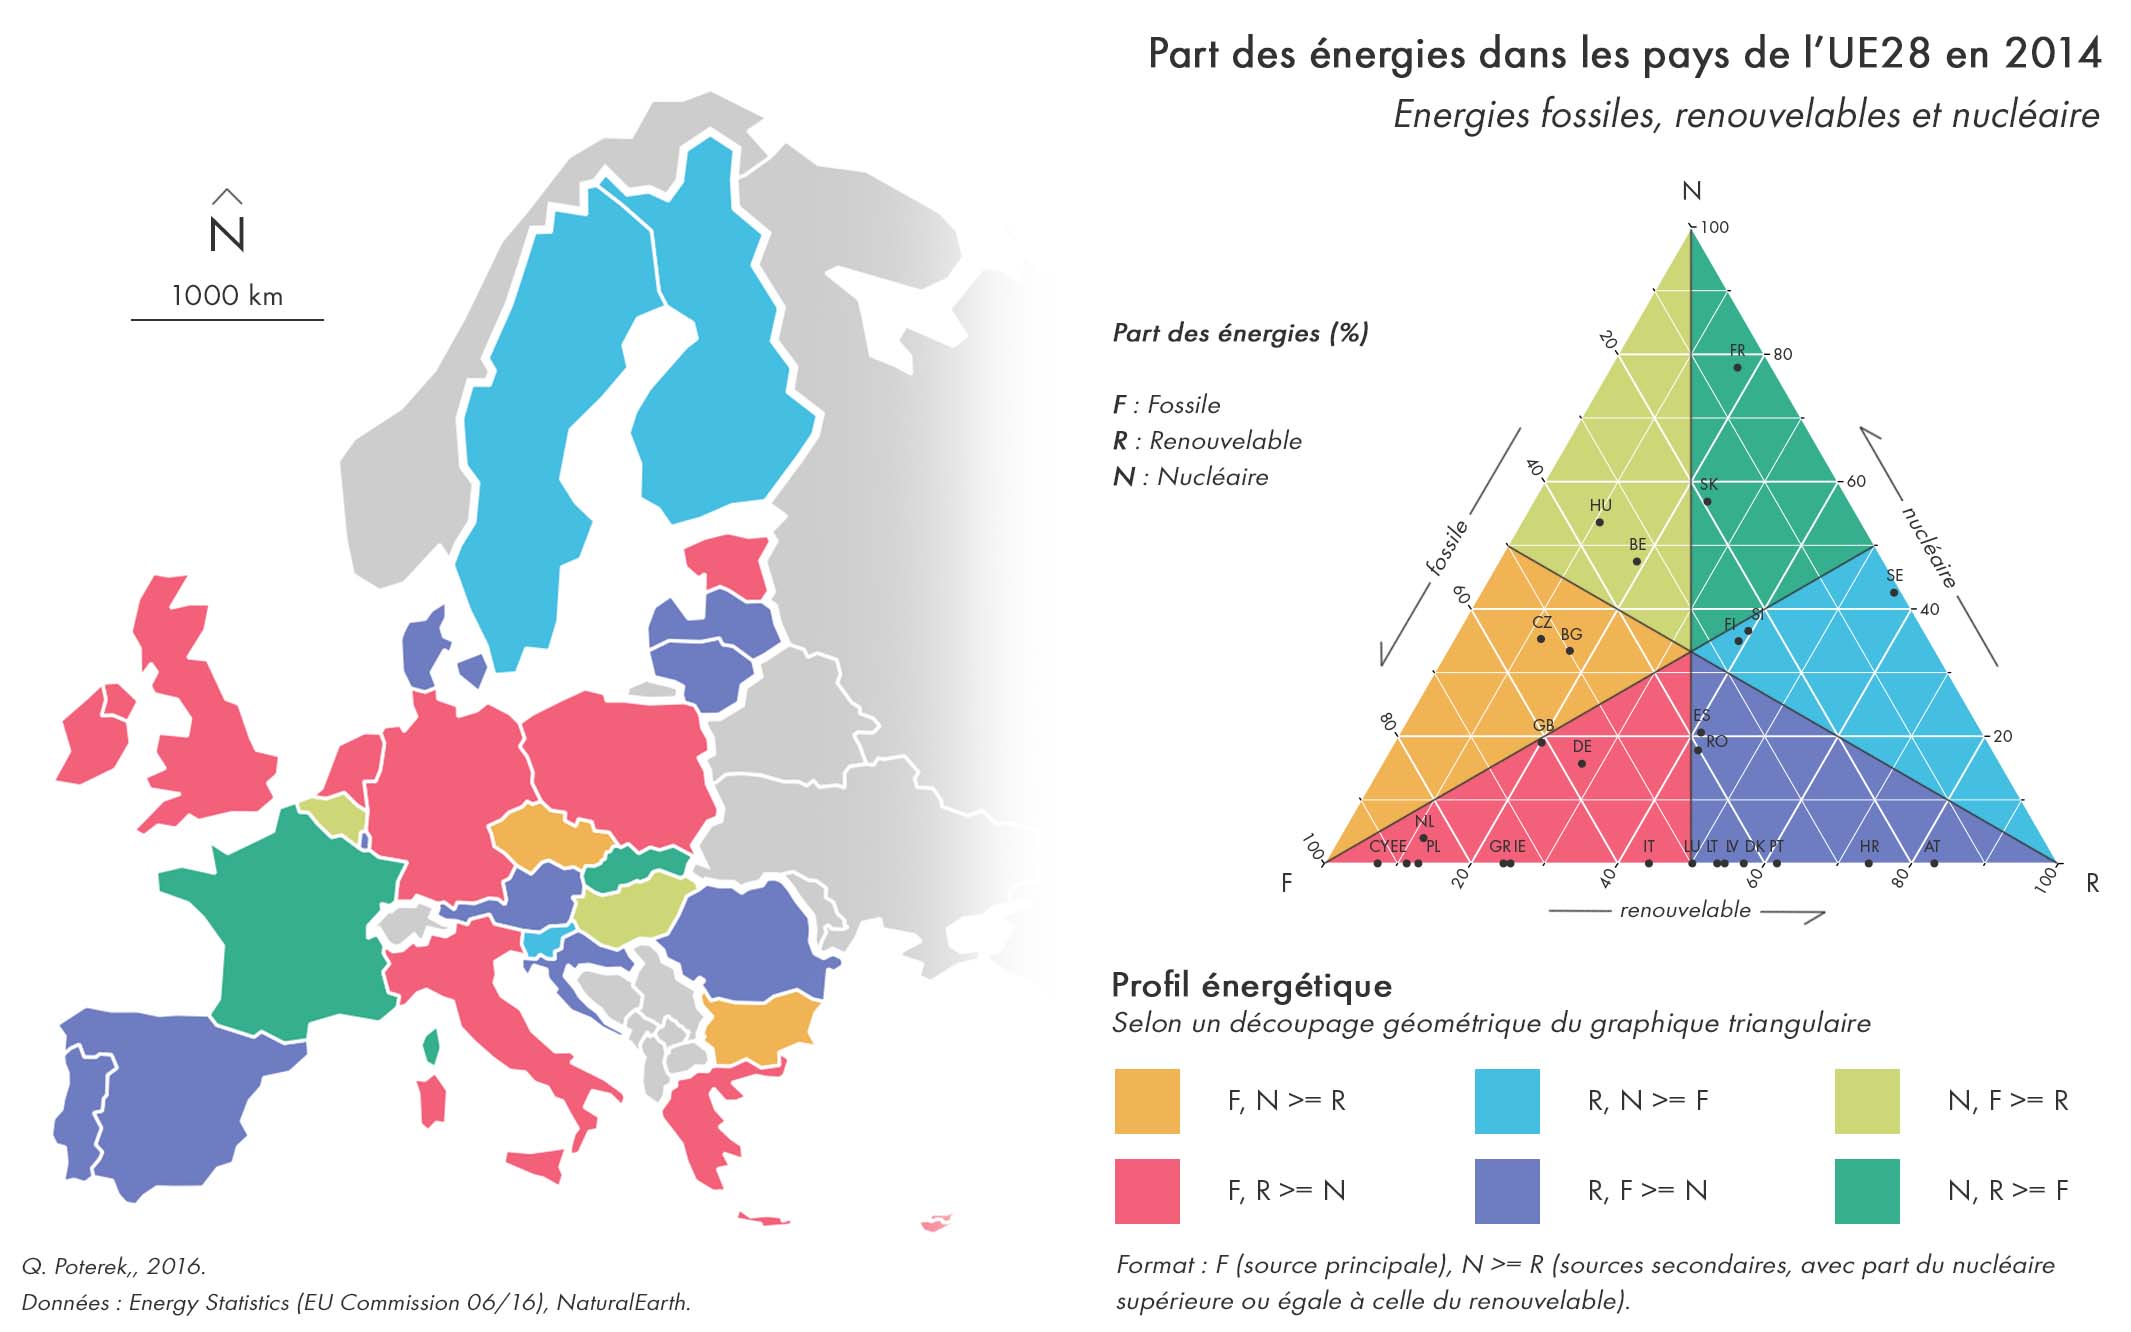 Part des énergies dans les pays de l'UE28 en 2014
Energies fossiles, renouvelables et nucléaire
N
1000 km
Part des énergies (%)
F : Fossile
R : Renouvelable
N : Nucléaire
N
100
80
60
40
20
nucléaire
20
40
60
80
100
fossile
F
20
40
60
80
100
R
renouvelable
FR
SK
HU
BE
SE
SI
FI
CZ
BG
ES
RO
GB
DE
NL
CY
EE
PL
GR
IE
IT
LU
LT
LV
DK
PT
HR
AT
Profil énergétique
Selon un découpage géométrique du graphique triangulaire
F, N >= R
R, N >= F
N, F >= R
F, R >= N
R, F >= N
N, R >= F
Format : F (source principale), N >= R (sources secondaires, avec part du nucléaire
supérieure ou égale à celle du renouvelable).
Q. Poterek,, 2016.
Données : Energy Statistics (EU Commission 06/16), NaturalEarth.